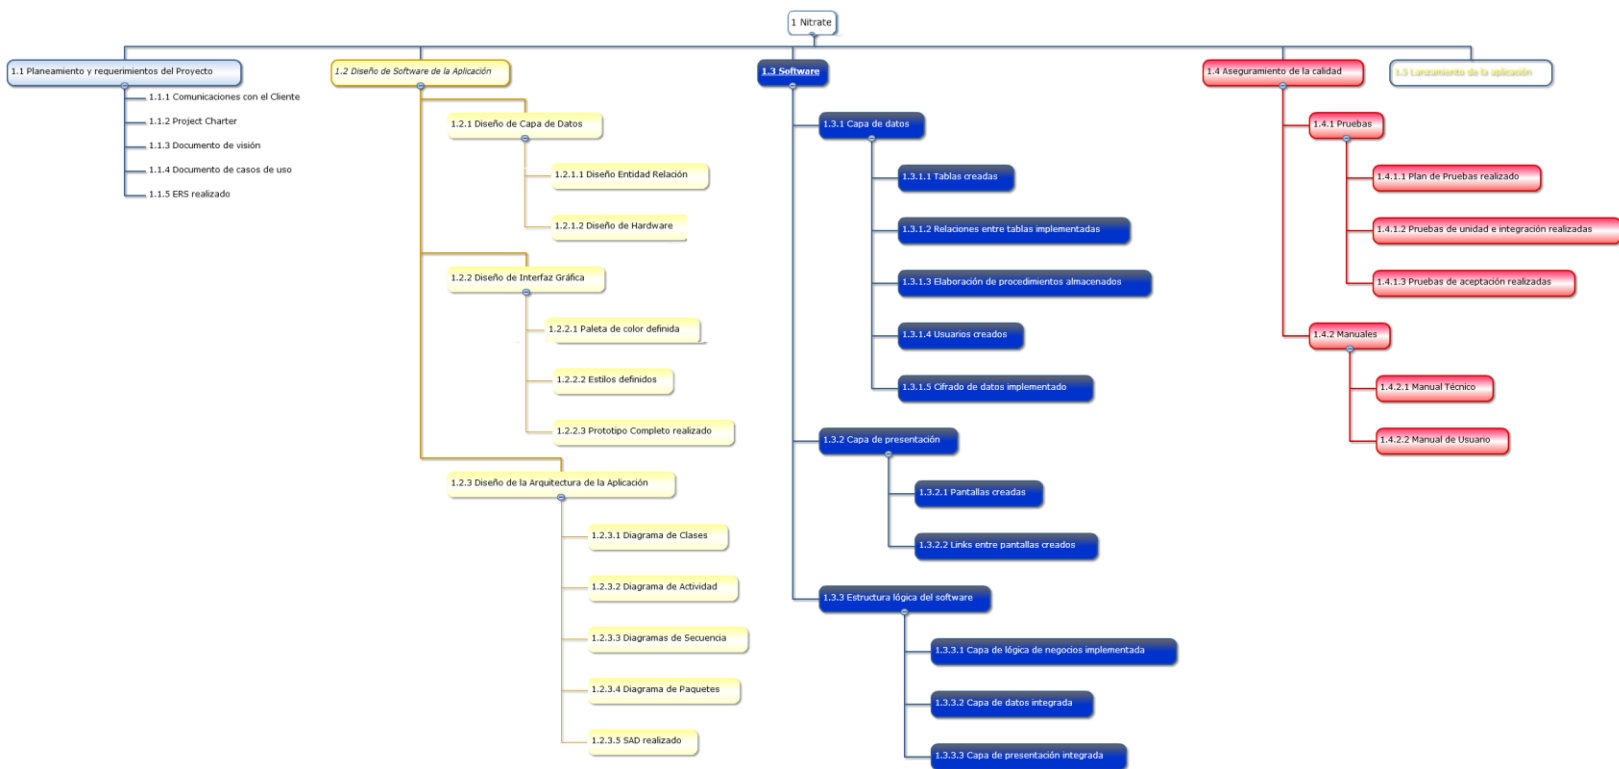 1 Nitrate
1.1 Planeamiento y requerimientos del Proyecto
1.1.1 Comunicaciones con el Cliente
1.1.2 Project Charter
1.1.3 Documento de visión
1.1.4 Documento de casos de uso
1.1.5 ERS realizado
1.2 Diseño de Software de la Aplicación
1.2.1 Diseño de Capa de Datos
1.2.1.1 Diseño Entidad Relación
1.2.1.2 Diseño de Hardware
1.2.2 Diseño de Interfaz Gráfica
1.2.2.1 Paleta de color definida
1.2.2.2 Estilos definidos
1.2.2.3 Prototipo Completo realizado
1.2.3 Diseño de la Arquitectura de la Aplicación
1.2.3.1 Diagrama de Clases
1.2.3.2 Diagrama de Actividad
1.2.3.3 Diagramas de Secuencia
1.2.3.4 Diagrama de Paquetes
1.2.3.5 SAD realizado
1.3 Software
1.3.1 Capa de datos
1.3.1.1 Tablas creadas
1.3.1.2 Relaciones entre tablas implementadas
1.3.1.3 Elaboración de procedimientos almacenados
1.3.1.4 Usuarios creados
1.3.1.5 Cifrado de datos implementado
1.3.2 Capa de presentación
1.3.2.1 Pantallas creadas
1.3.2.2 Links entre pantallas creados
1.3.3 Estructura lógica del software
1.3.3.1 Capa de lógica de negocios implementada
1.3.3.2 Capa de datos integrada
1.3.3.3 Capa de presentación integrada
1.4 Aseguramiento de la calidad
1.4.1 Pruebas
1.4.1.1 Plan de Pruebas realizado
1.4.1.2 Pruebas de unidad e integración realizadas
1.4.1.3 Pruebas de aceptación realizadas
1.4.2 Manuales
1.4.2.1 Manual Técnico
1.4.2.2 Manual de Usuario
1.5 Lanzamiento de la aplicación